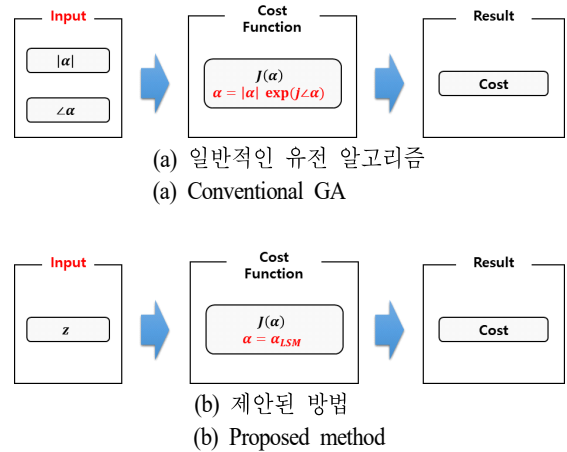 Input
Cost
Function
Result
|α|
∠α
J(α)
α = |α| exp(j∠α)
Cost
(a) 일반적인 유전 알고리즘
(a) Conventional GA
Input
Cost
Function
Result
z
J(α)
α = α_LSM
Cost
(b) 제안된 방법
(b) Proposed method